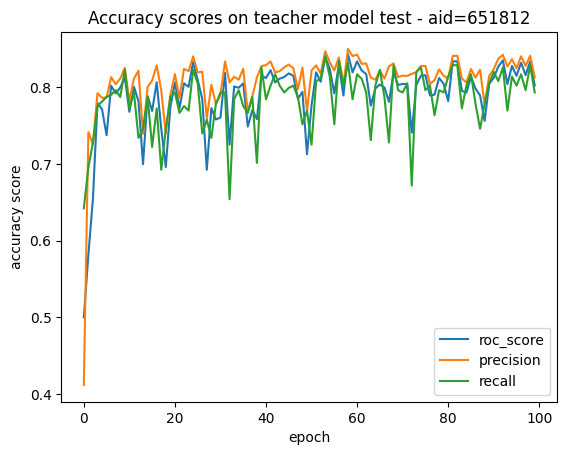 Accuracy scores on teacher model test - aid=651812
accuracy score
0.8
0.7
0.6
0.5
0.4
0
20
40
60
80
100
epoch
roc_score
precision
recall